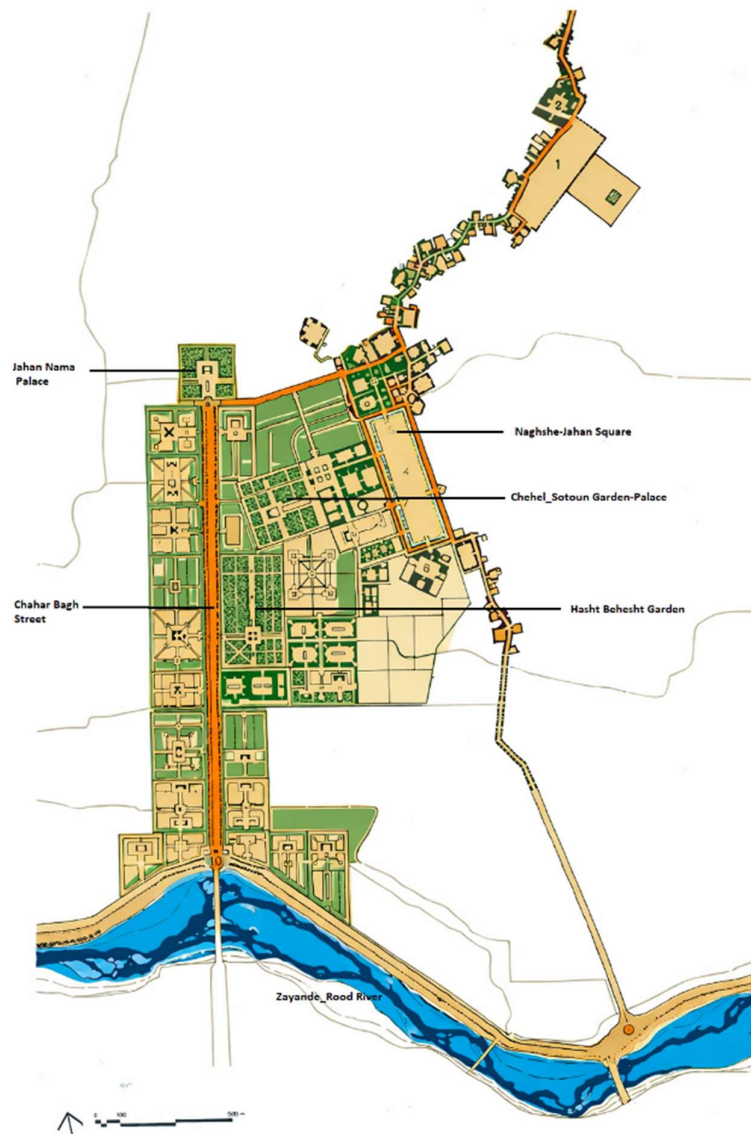 2
1
Jahan Nama
Palace
Naghshe-Jahan Square
4
Chehel_Sotoun Garden-Palace
6
Chahar Bagh
Street
Hasht Behesht Garden
10
Zayande_Rood River
0 100 500 m